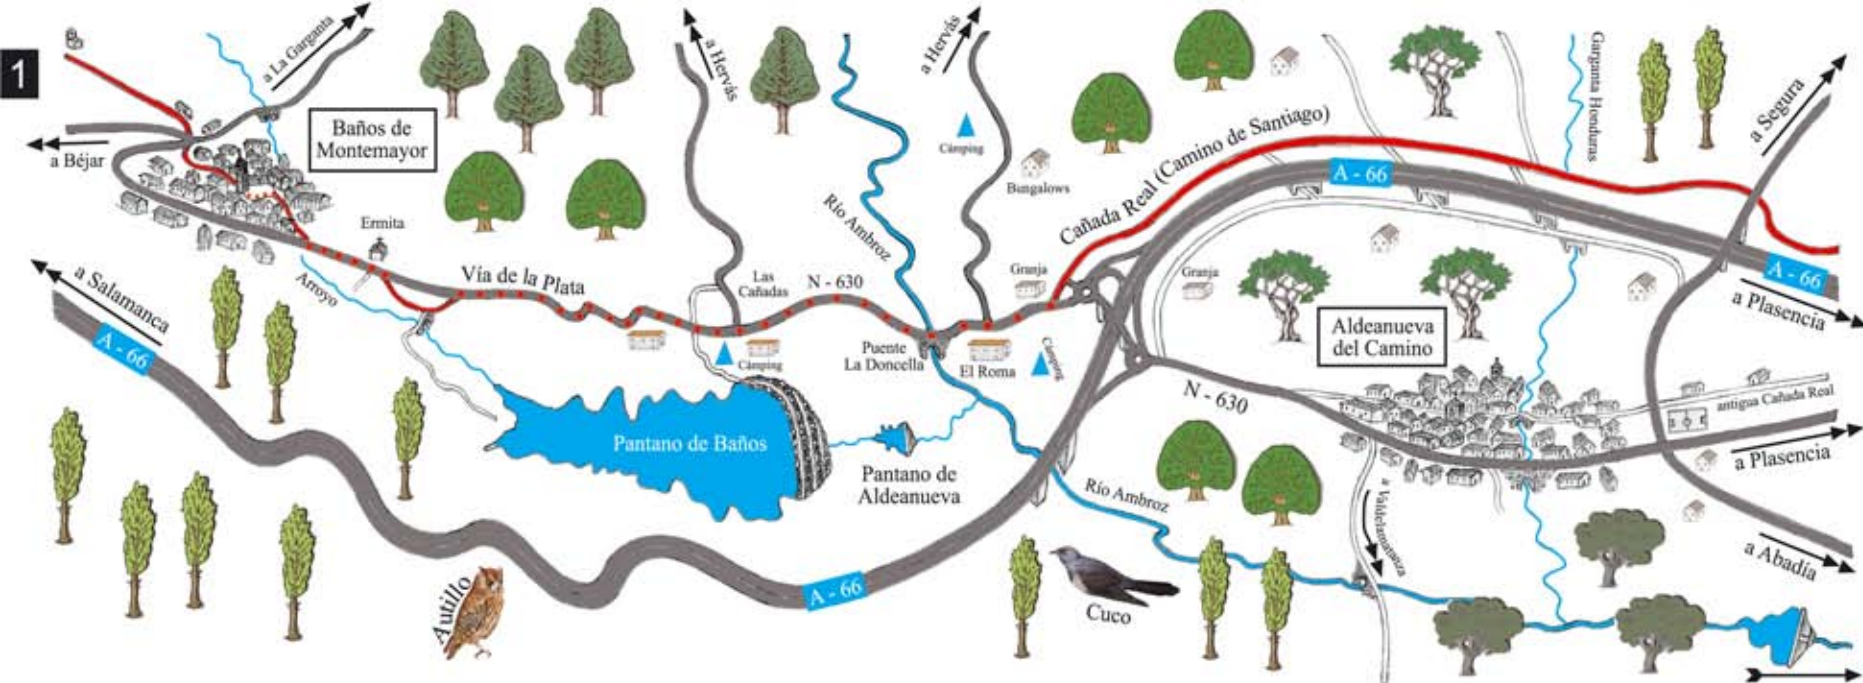 1
a La Garganta
a Béjar
Baños de
Montemayor
a Hervás
a Hervás
Cámping
Bungalows
Río Ambroz
Cañada Real (Camino de Santiago)
A - 66
Garganta Honduras
a Segura
Ermita
Arroyo
Vía de la Plata
Las
Cañadas
N - 630
Granja
Granja
A - 66
a Plasencia
a Salamanca
A - 66
Cámping
Puente
La Doncella
El Roma
Cámping
Aldeanueva
del Camino
N - 630
antigua Cañada Real
a Plasencia
Pantano de Baños
Pantano de
Aldeanueva
Río Ambroz
a Valdelamatanza
a Abadía
A - 66
Autillo
Cuco